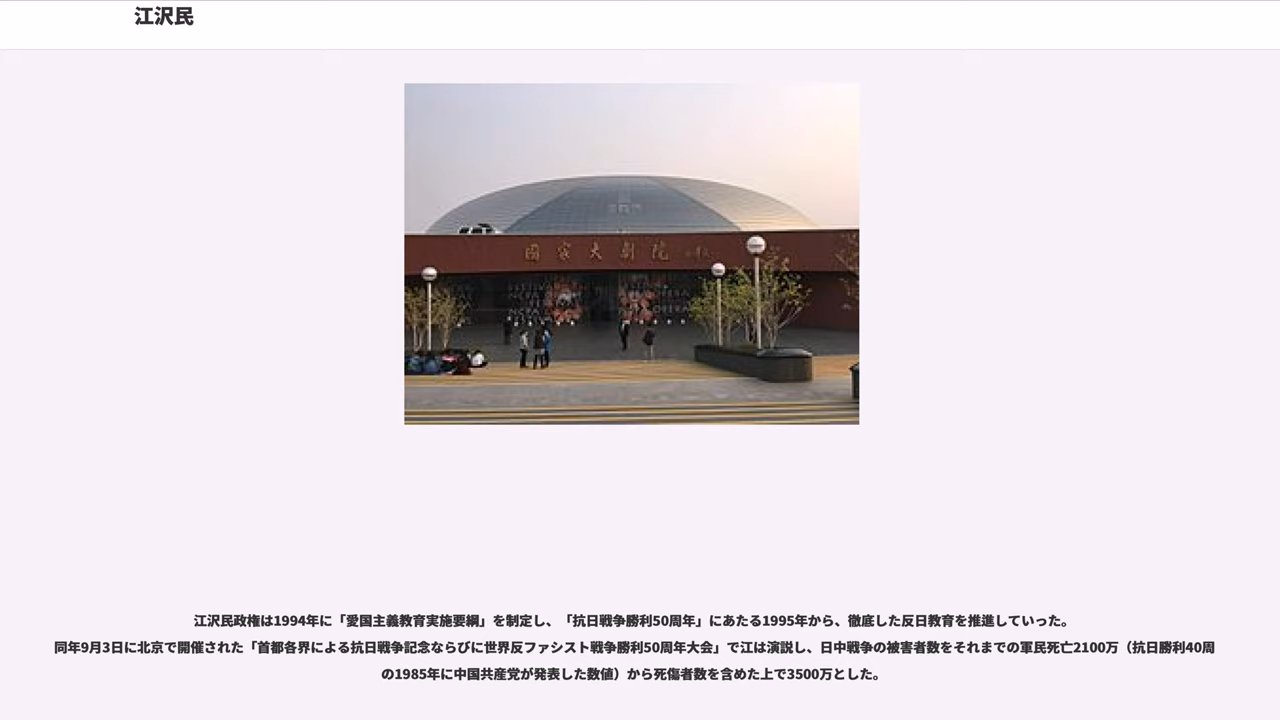 江沢民
国家大劇院
江沢民政権は1994年に「愛国主義教育実施要綱」を制定し、「抗日戦争勝利50周年」にあたる1995年から、徹底した反日教育を推進していった。
同年9月3日に北京で開催された「首都各界による抗日戦争記念ならびに世界反ファシスト戦争勝利50周年大会」で江は演説し、日中戦争の被害者数をそれまでの軍民死亡2100万（抗日勝利40周
の1985年に中国共産党が発表した数値）から死傷者数を含めた上で3500万とした。